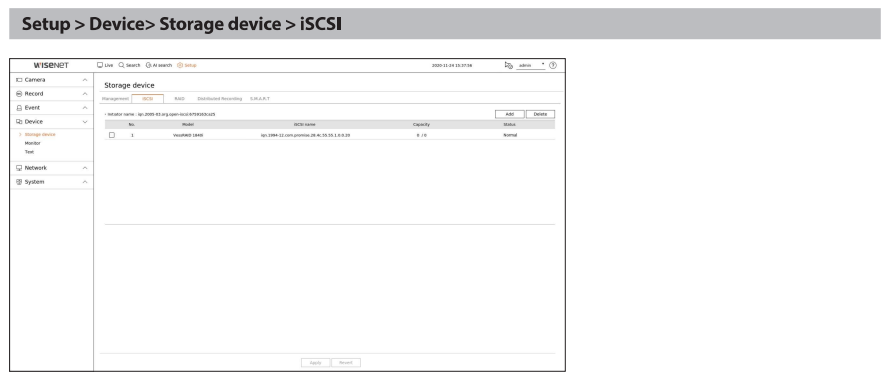 Setup > Device> Storage device > iSCSI
WISENET
Live Search AI search Setup 2020-11-24 15:37:56 admin ?
Camera
Record
Event
Device
Storage device
Monitor
Text
Network
System
Storage device
Management iSCSI RAID Distributed Recording S.M.A.R.T
Add Delete
No. Model iSCSI name Capacity Status
1 VessRAID 1840i 0 / 0 Normal
Apply Revert